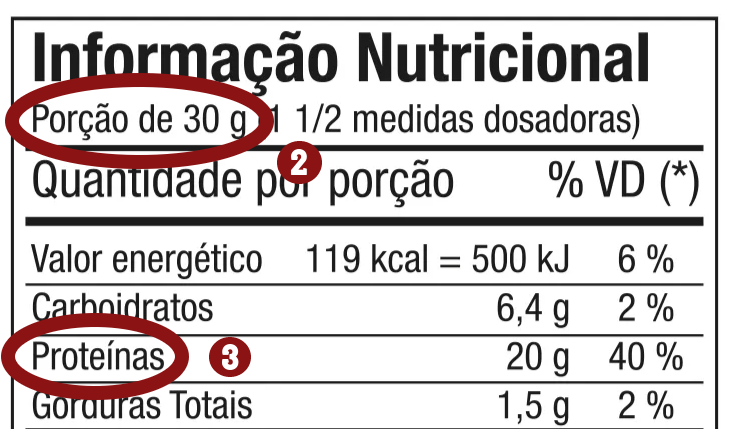 Informação Nutricional
Porção de 30 g (1 1/2 medidas dosadoras)
2
Quantidade por porção % VD (*)
Valor energético 119 kcal = 500 kJ 6 %
Carboidratos 6,4 g 2 %
Proteínas 3 20 g 40 %
Gorduras Totais 1,5 g 2 %